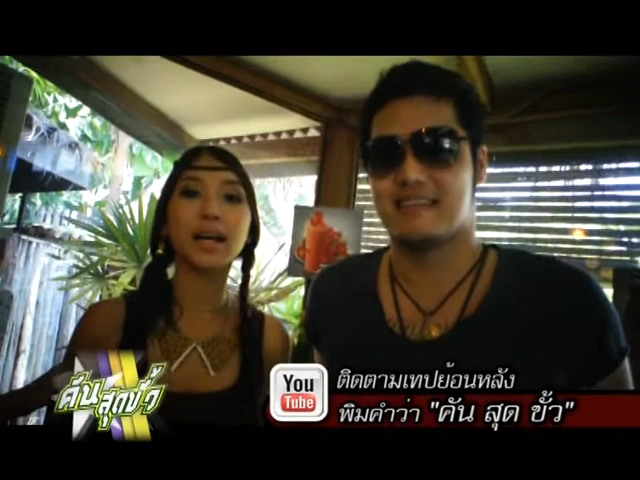 คัน
สุดขั้ว
You
Tube
ติดตามเทปย้อนหลัง
พิมคำว่า "คัน สุด ขั้ว"